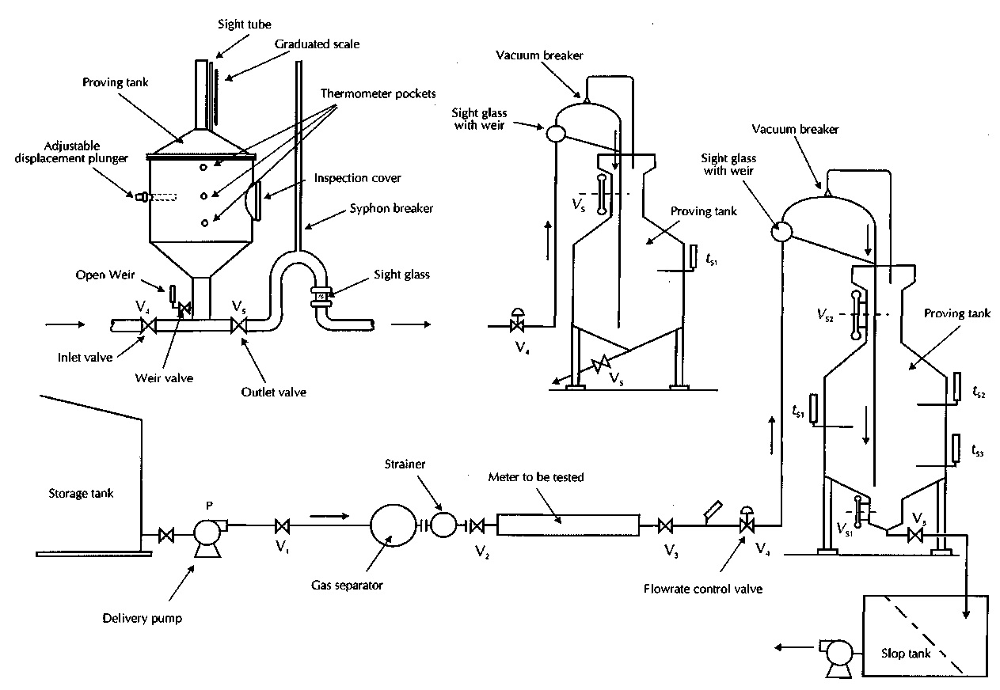 Sight tube
Graduated scale
Proving tank
Thermometer pockets
Adjustable
displacement plunger
Inspection cover
Syphon breaker
Open Weir
Sight glass
V4
V5
Inlet valve
Weir valve
Outlet valve
Vacuum breaker
Sight glass
with weir
VS
Proving tank
tS1
V4
V5
Vacuum breaker
Sight glass
with weir
VS2
Proving tank
tS1
tS2
tS3
VS1
V5
Storage tank
P
Delivery pump
V1
Gas separator
Strainer
V2
Meter to be tested
V3
V4
Flowrate control valve
Slop tank